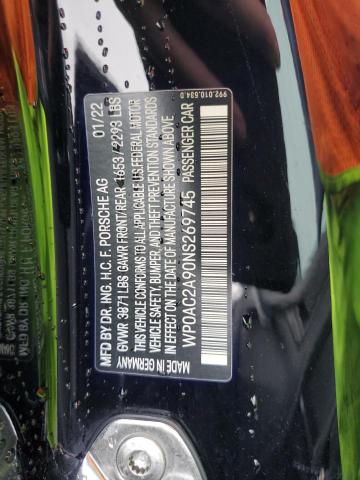 992.010.534.0
01/22
MFD BY DR. ING. H.C. F. PORSCHE AG
GVWR 3871 LBS GAWR FRONT/REAR 1653/2293 LBS
THIS VEHICLE CONFORMS TO ALL APPLICABLE U.S FEDERAL MOTOR
VEHICLE SAFETY, BUMPER, AND THEFT PREVENTION STANDARDS
IN EFFECT ON THE DATE OF MANUFACTURE SHOWN ABOVE
WP0AC2A90NS269745 PASSENGER CAR
MADE IN GERMANY